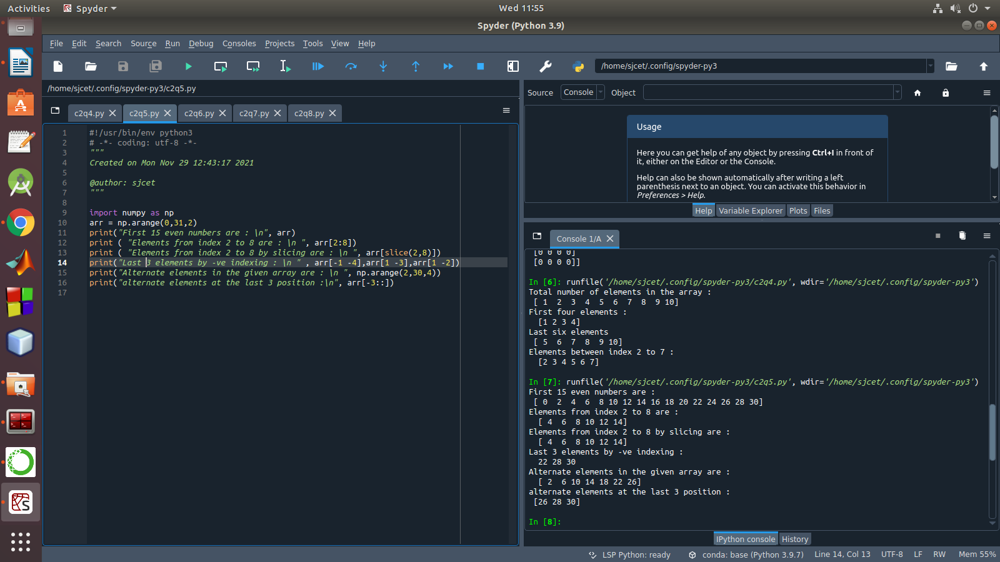 Activities
Spyder
Wed 11:55
Spyder (Python 3.9)
File Edit Search Source Run Debug Consoles Projects Tools View Help
/home/sjcet/.config/spyder-py3
/home/sjcet/.config/spyder-py3/c2q5.py
c2q4.py
c2q5.py
c2q6.py
c2q7.py
c2q8.py
1 #!/usr/bin/env python3
2 # -*- coding: utf-8 -*-
3 """
4 Created on Mon Nov 29 12:43:17 2021
5
6 @author: sjcet
7 """
8
9 import numpy as np
10 arr = np.arange(0,31,2)
11 print("First 15 even numbers are : \n", arr)
12 print ( "Elements from index 2 to 8 are : \n ", arr[2:8])
13 print ( "Elements from index 2 to 8 by slicing are : \n ", arr[slice(2,8)])
14 print("Last 3 elements by -ve indexing : \n " , arr[-1 -4],arr[1 -3],arr[1 -2])
15 print("Alternate elements in the given array are : \n ", np.arange(2,30,4))
16 print("alternate elements at the last 3 position :\n", arr[-3::])
17
Source Console Object
Usage
Here you can get help of any object by pressing Ctrl+I in front of
it, either on the Editor or the Console.
Help can also be shown automatically after writing a left
parenthesis next to an object. You can activate this behavior in
Preferences > Help.
Help Variable Explorer Plots Files
Console 1/A
[0 0 0 0]
[0 0 0 0]]
In [6]: runfile('/home/sjcet/.config/spyder-py3/c2q4.py', wdir='/home/sjcet/.config/spyder-py3')
Total number of elements in the array :
[ 1 2 3 4 5 6 7 8 9 10]
First four elements :
[1 2 3 4]
Last six elements
[ 5 6 7 8 9 10]
Elements between index 2 to 7 :
[2 3 4 5 6 7]
In [7]: runfile('/home/sjcet/.config/spyder-py3/c2q5.py', wdir='/home/sjcet/.config/spyder-py3')
First 15 even numbers are :
[ 0 2 4 6 8 10 12 14 16 18 20 22 24 26 28 30]
Elements from index 2 to 8 are :
[ 4 6 8 10 12 14]
Elements from index 2 to 8 by slicing are :
[ 4 6 8 10 12 14]
Last 3 elements by -ve indexing :
22 28 30
Alternate elements in the given array are :
[ 2 6 10 14 18 22 26]
alternate elements at the last 3 position :
[26 28 30]
In [8]:
IPython console History
LSP Python: ready conda: base (Python 3.9.7) Line 14, Col 13 UTF-8 LF RW Mem 55%